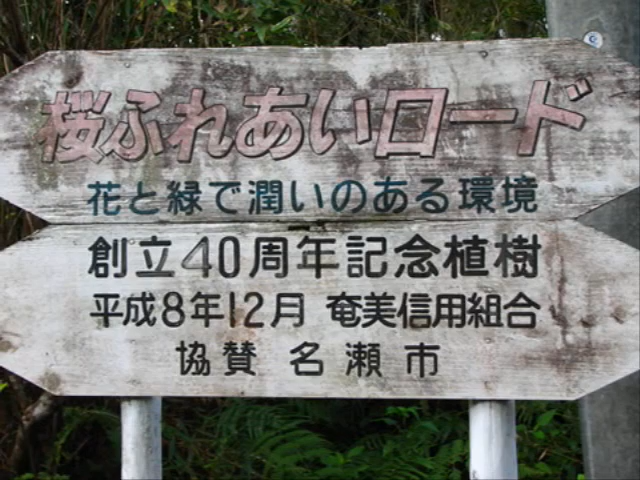 桜ふれあいロード
花と緑で潤いのある環境
創立40周年記念植樹
平成8年12月 奄美信用組合
協賛 名瀬市